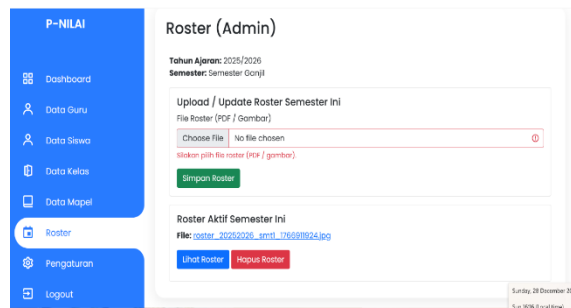 P-NILAI
Dashboard
Data Guru
Data Siswa
Data Kelas
Data Mapel
Roster
Pengaturan
Logout
Roster (Admin)
Tahun Ajaran: 2025/2026
Semester: Semester Ganjil
Upload / Update Roster Semester Ini
File Roster (PDF / Gambar)
Choose File No file chosen
Silakan pilih file roster (PDF / gambar).
Simpan Roster
Roster Aktif Semester Ini
File: roster_20252026_smt1_1766911924.jpg
Lihat Roster Hapus Roster
Sunday, 28 December 20
(Local time)